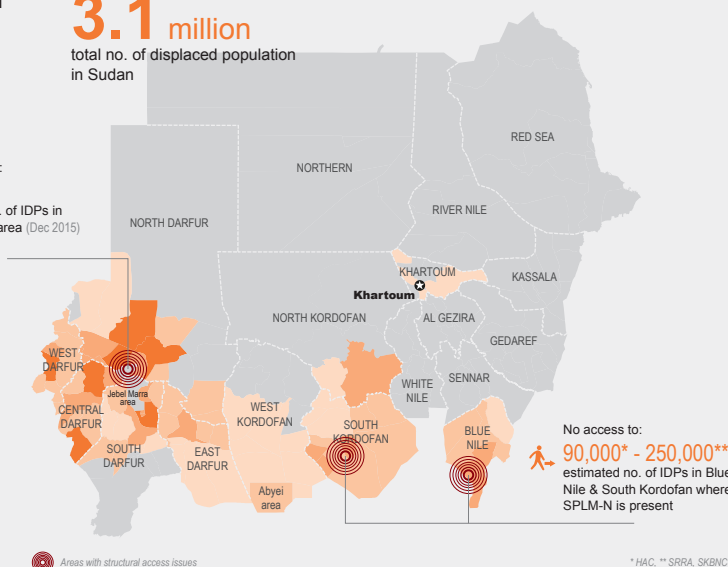 3.1 million
total no. of displaced population
in Sudan
:
. of IDPs in
area (Dec 2015)
RED SEA
NORTHERN
RIVER NILE
NORTH DARFUR
KHARTOUM
Khartoum
KASSALA
NORTH KORDOFAN
AL GEZIRA
GEDAREF
WEST
DARFUR
Jebel Marra
area
SENNAR
WHITE
NILE
CENTRAL
DARFUR
WEST
KORDOFAN
SOUTH
KORDOFAN
BLUE
NILE
SOUTH
DARFUR
EAST
DARFUR
Abyei
area
No access to:
90,000* - 250,000**
estimated no. of IDPs in Blue
Nile & South Kordofan where
SPLM-N is present
Areas with structural access issues
* HAC, ** SRRA, SKBNC